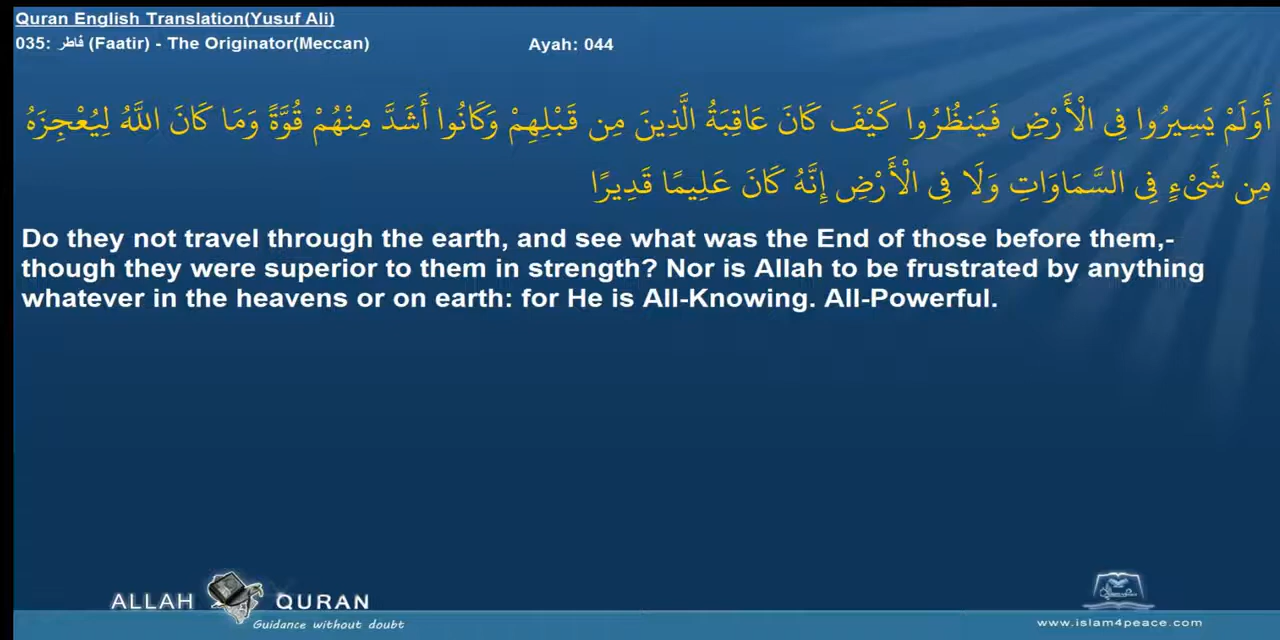 Quran English Translation(Yusuf Ali)
035: فاطر (Faatir) - The Originator(Meccan)
Ayah: 044
أَوَلَمْ يَسِيرُوا فِى الْأَرْضِ فَيَنظُرُوا كَيْفَ كَانَ عَاقِبَةُ الَّذِينَ مِن قَبْلِهِمْ وَكَانُوا أَشَدَّ مِنْهُمْ قُوَّةً وَمَا كَانَ اللَّهُ لِيُعْجِزَهُ
مِن شَىْءٍ فِى السَّمَاوَاتِ وَلَا فِى الْأَرْضِ إِنَّهُ كَانَ عَلِيمًا قَدِيرًا
Do they not travel through the earth, and see what was the End of those before them,-
though they were superior to them in strength? Nor is Allah to be frustrated by anything
whatever in the heavens or on earth: for He is All-Knowing. All-Powerful.
ALLAH QURAN
Guidance without doubt
www.islam4peace.com